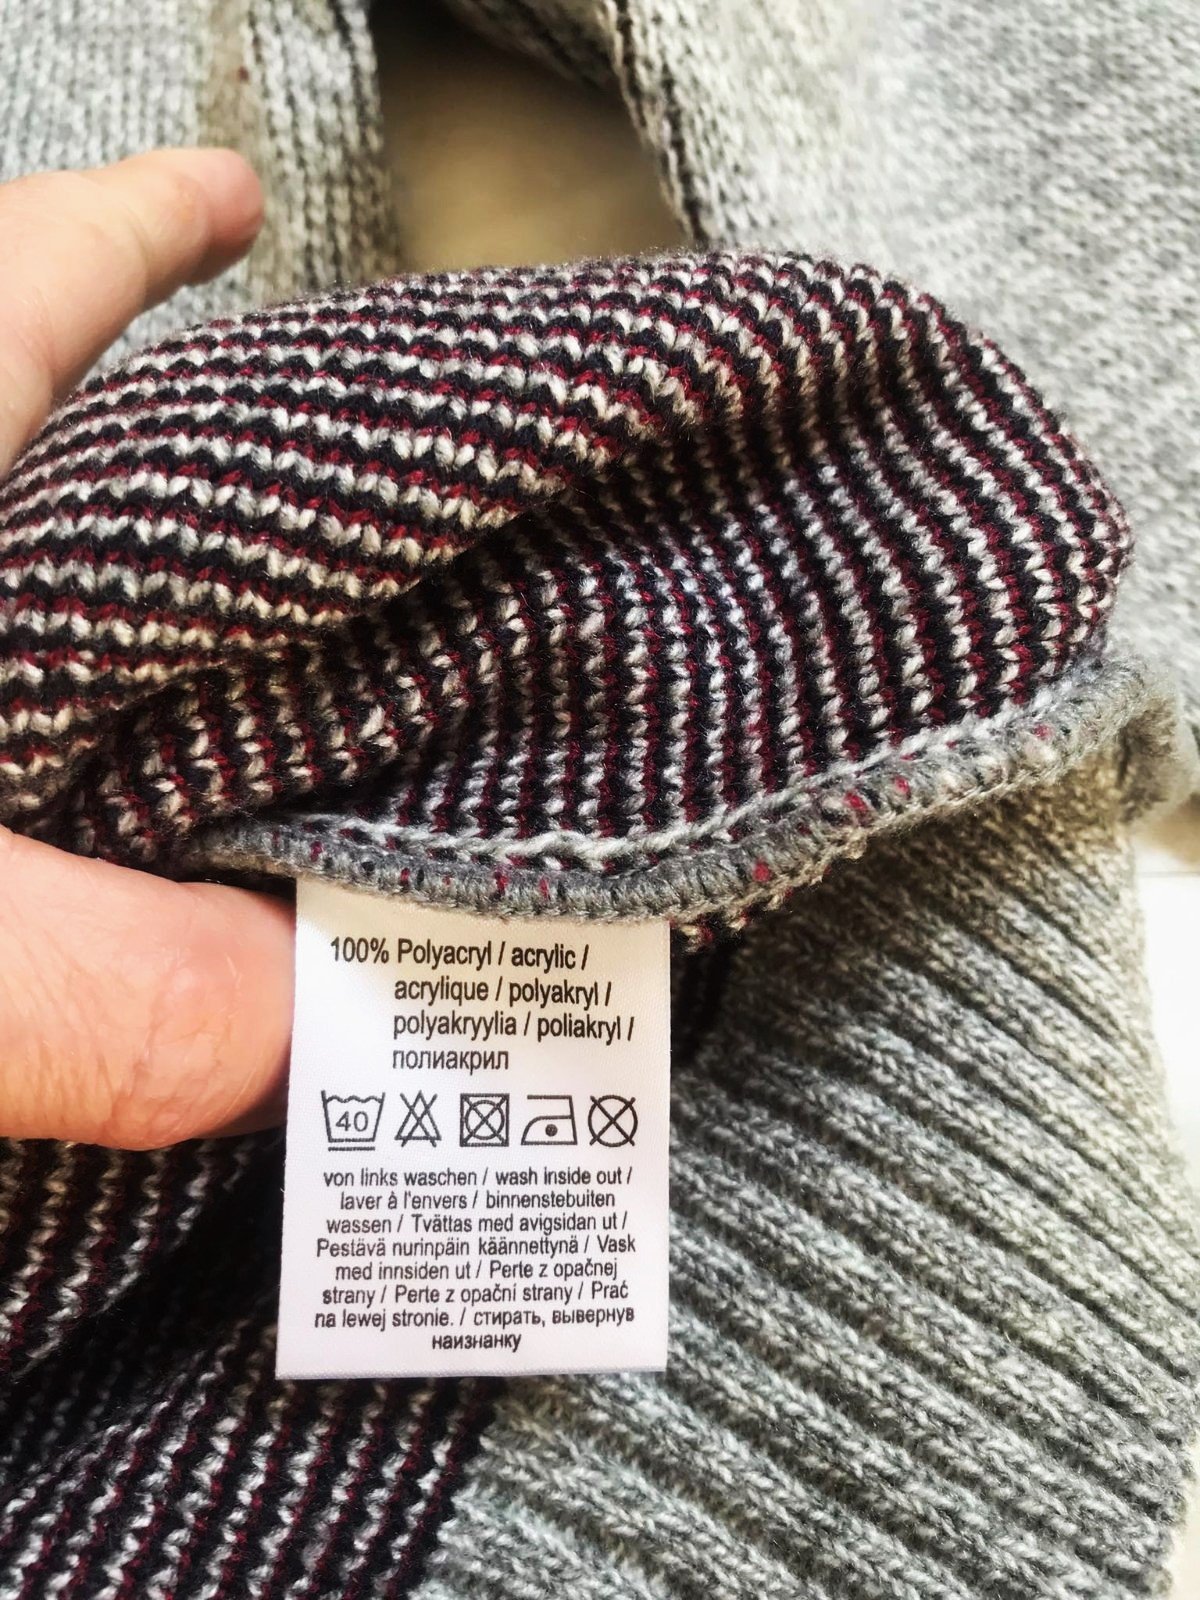 100% Polyacryl / acrylic /
acrylique / polyakryl /
polyakryylia / poliakryl /
полиакрил
40
von links waschen / wash inside out /
laver à l'envers / binnenstebuiten
wassen / Tvättas med avigsidan ut /
Pestävä nurinpäin käännettynä / Vask
med innsiden ut / Perte z opačnej
strany / Perte z opační strany / Prać
na lewej stronie. / стирать, вывернув
наизнанку